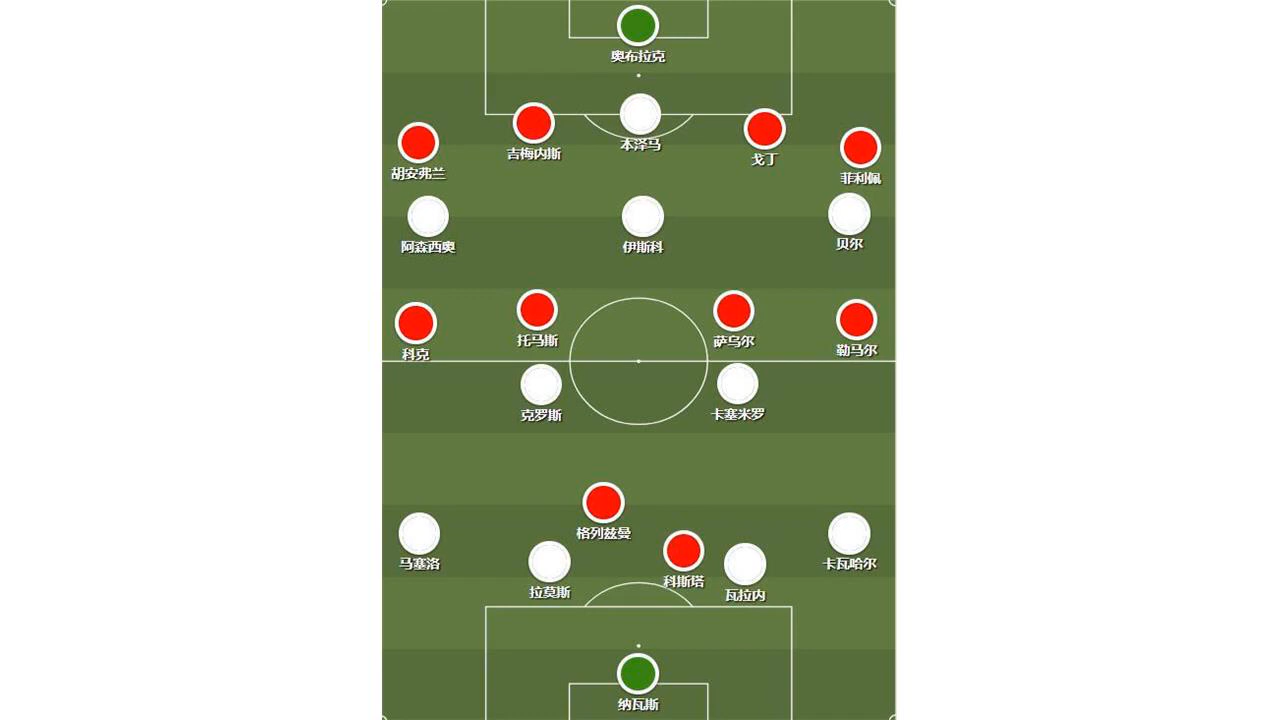 奥布拉克
胡安弗兰
吉梅内斯
本泽马
戈丁
菲利佩
阿森西奥
伊斯科
贝尔
科克
托马斯
萨乌尔
勒马尔
克罗斯
卡塞米罗
格列兹曼
马塞洛
拉莫斯
科斯塔
瓦拉内
卡瓦哈尔
纳瓦斯